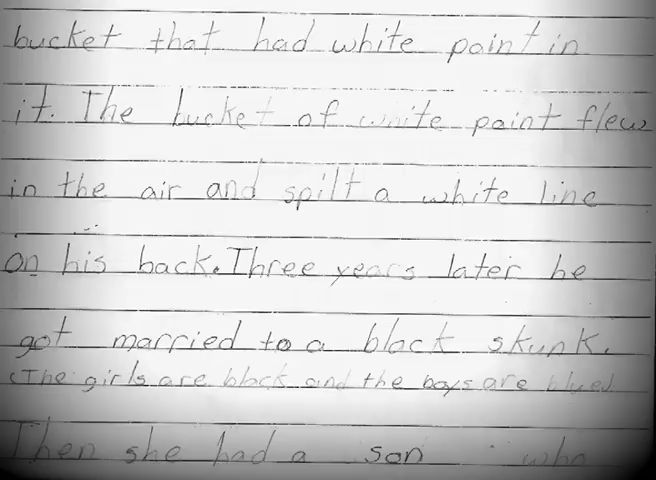 bucket that had white paint in
it. The bucket of white paint flew
in the air and spilt a white line
on his back. Three years later he
got married to a black skunk.
(The girls are black and the boys are blue)
Then she had a son who